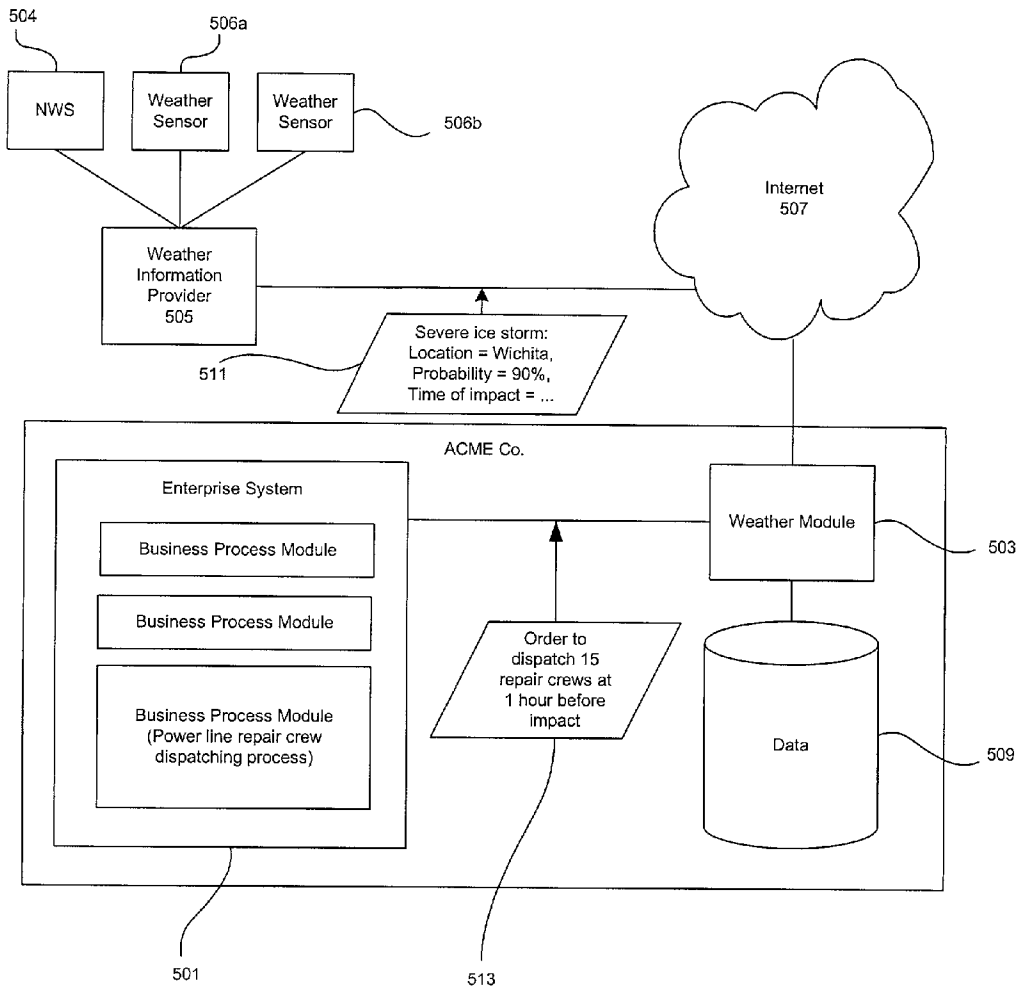 504
506a
NWS
Weather
Sensor
Weather
Sensor
506b
Internet
507
Weather
Information
Provider
505
Severe ice storm:
Location = Wichita,
Probability = 90%,
Time of impact = ...
511
ACME Co.
Enterprise System
Business Process Module
Business Process Module
Business Process Module
(Power line repair crew
dispatching process)
Weather Module
503
Order to
dispatch 15
repair crews at
1 hour before
impact
Data
509
501
513